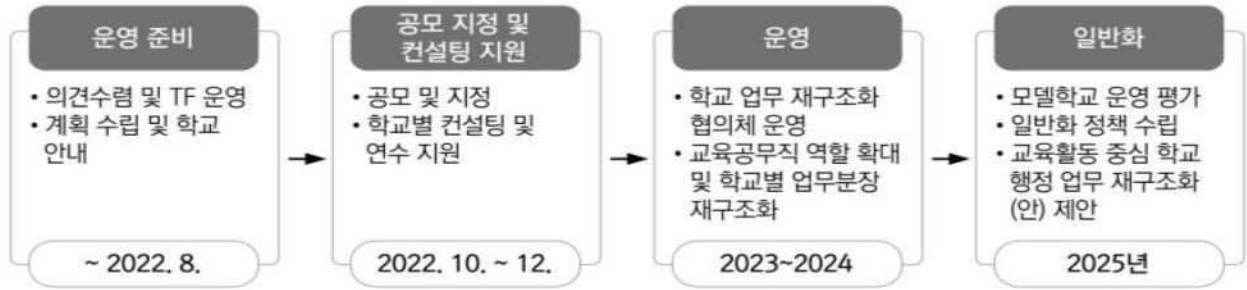 운영 준비
• 의견수렴 및 TF 운영
• 계획 수립 및 학교
안내
~ 2022. 8.
공모 지정 및
컨설팅 지원
• 공모 및 지정
• 학교별 컨설팅 및
연수 지원
2022. 10. ~ 12.
운영
• 학교 업무 재구조화
협의체 운영
• 교육공무직 역할 확대
및 학교별 업무분장
재구조화
2023~2024
일반화
• 모델학교 운영 평가
• 일반화 정책 수립
• 교육활동 중심 학교
행정 업무 재구조화
(안) 제안
2025년